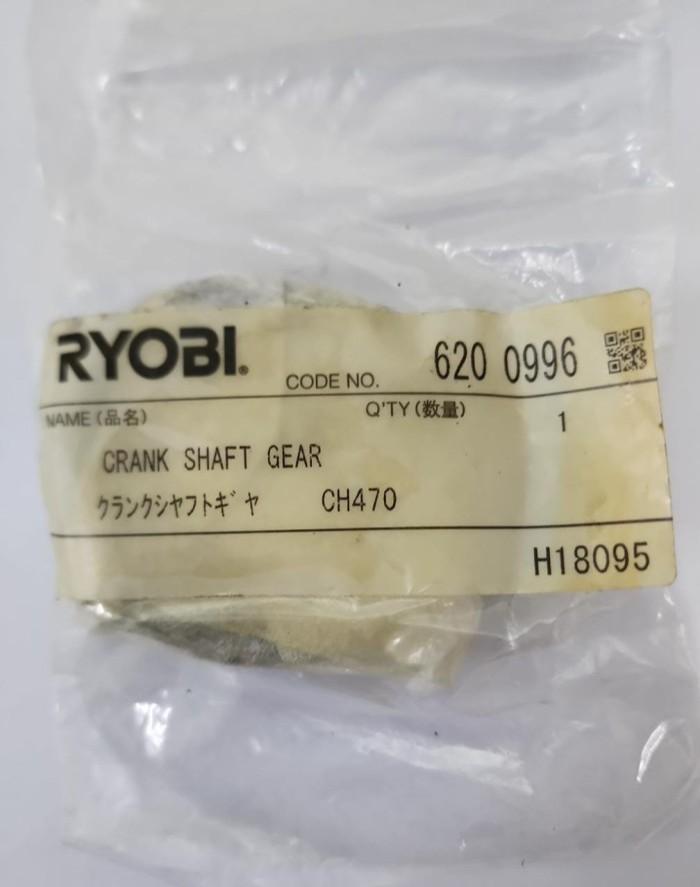 RYOBI® CODE NO. 620 0996
NAME (品名) Q'TY (数量) 1
CRANK SHAFT GEAR
クランクシヤフトギヤ CH470
H18095